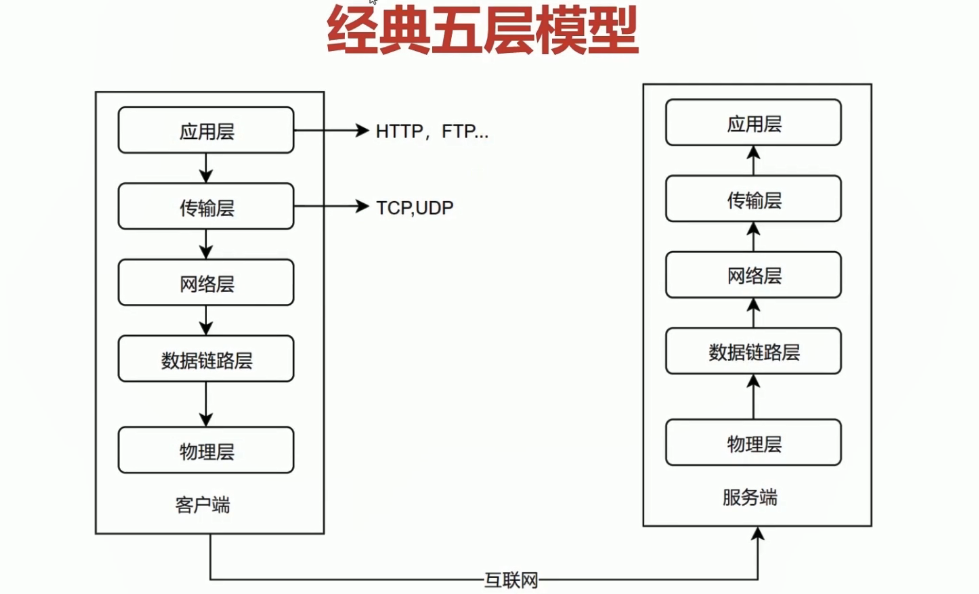 经典五层模型
应用层
HTTP，FTP...
传输层
TCP,UDP
网络层
数据链路层
物理层
客户端
应用层
传输层
网络层
数据链路层
物理层
服务端
互联网